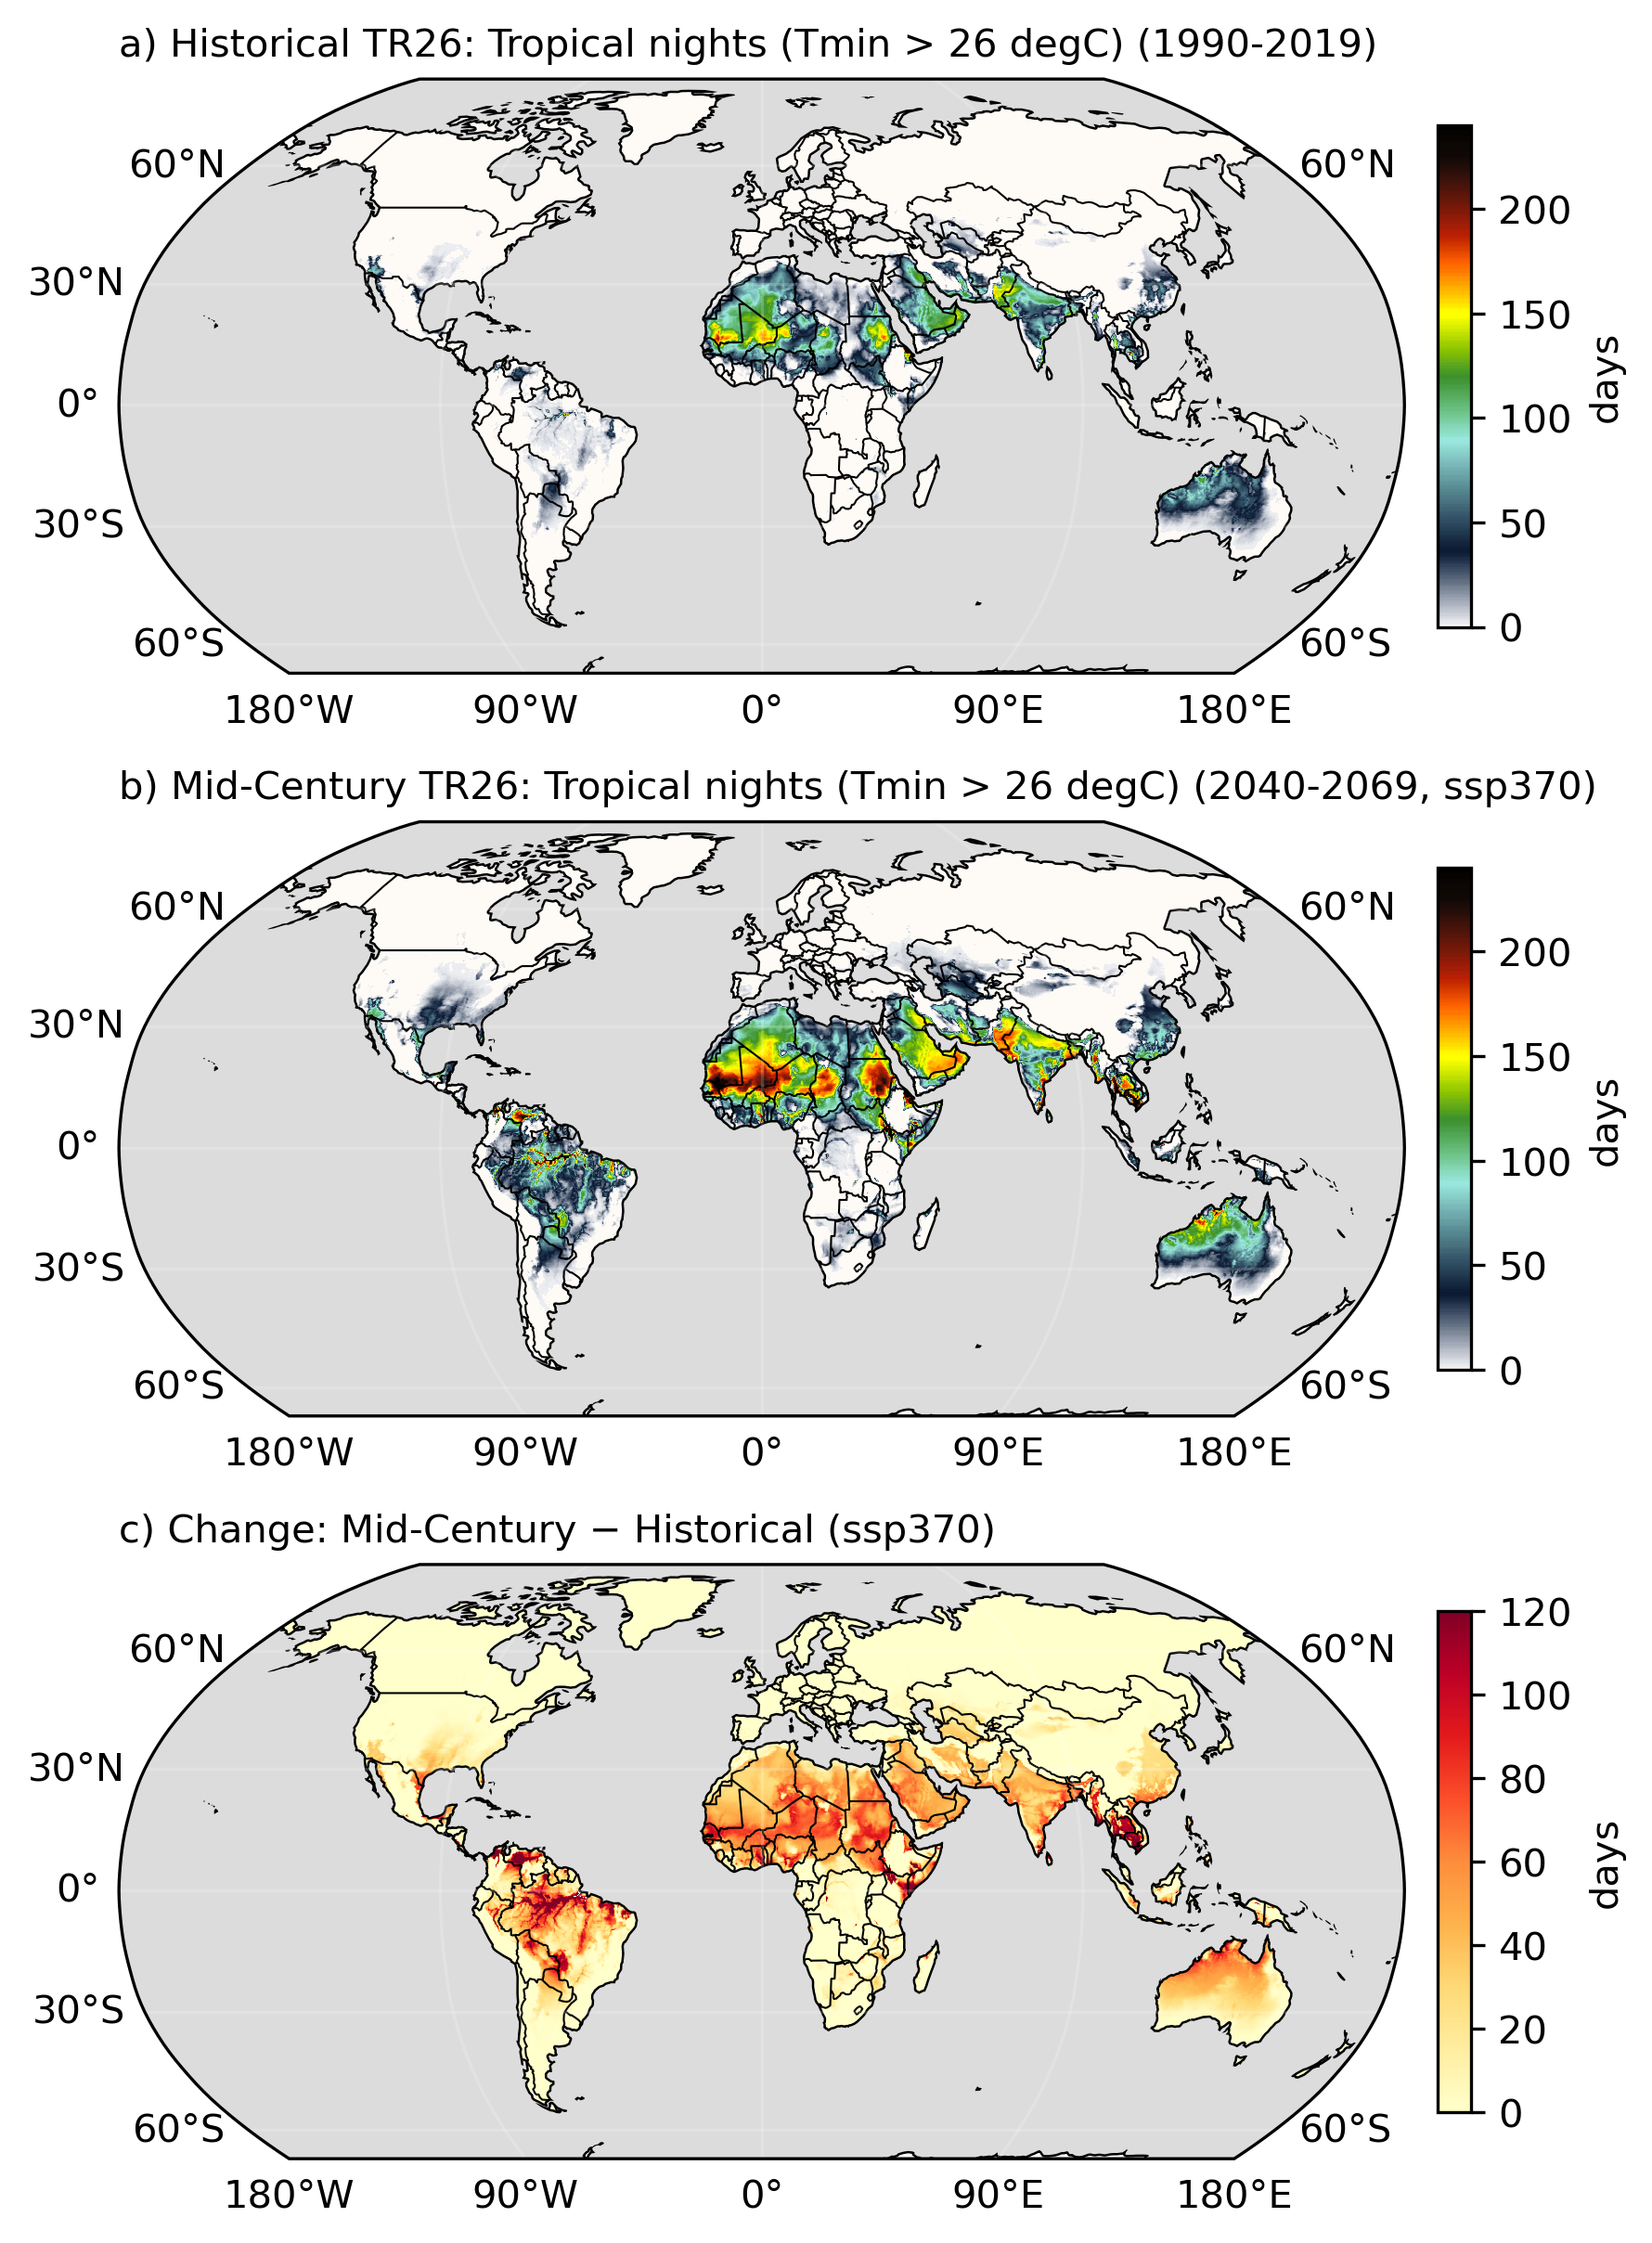 a) Historical TR26: Tropical nights (Tmin > 26 degC) (1990-2019)
60°N 60°N
200
30°N
150
days
100
0°
50
30°S
0
60°S 60°S
180°W 90°W 0° 90°E 180°E
b) Mid-Century TR26: Tropical nights (Tmin > 26 degC) (2040-2069, ssp370)
60°N 60°N
200
30°N
150
days
100
0°
50
30°S
0
60°S 60°S
180°W 90°W 0° 90°E 180°E
c) Change: Mid-Century − Historical (ssp370)
120
60°N 60°N
100
30°N
80
days
60
0°
40
30°S
20
0
60°S 60°S
180°W 90°W 0° 90°E 180°E